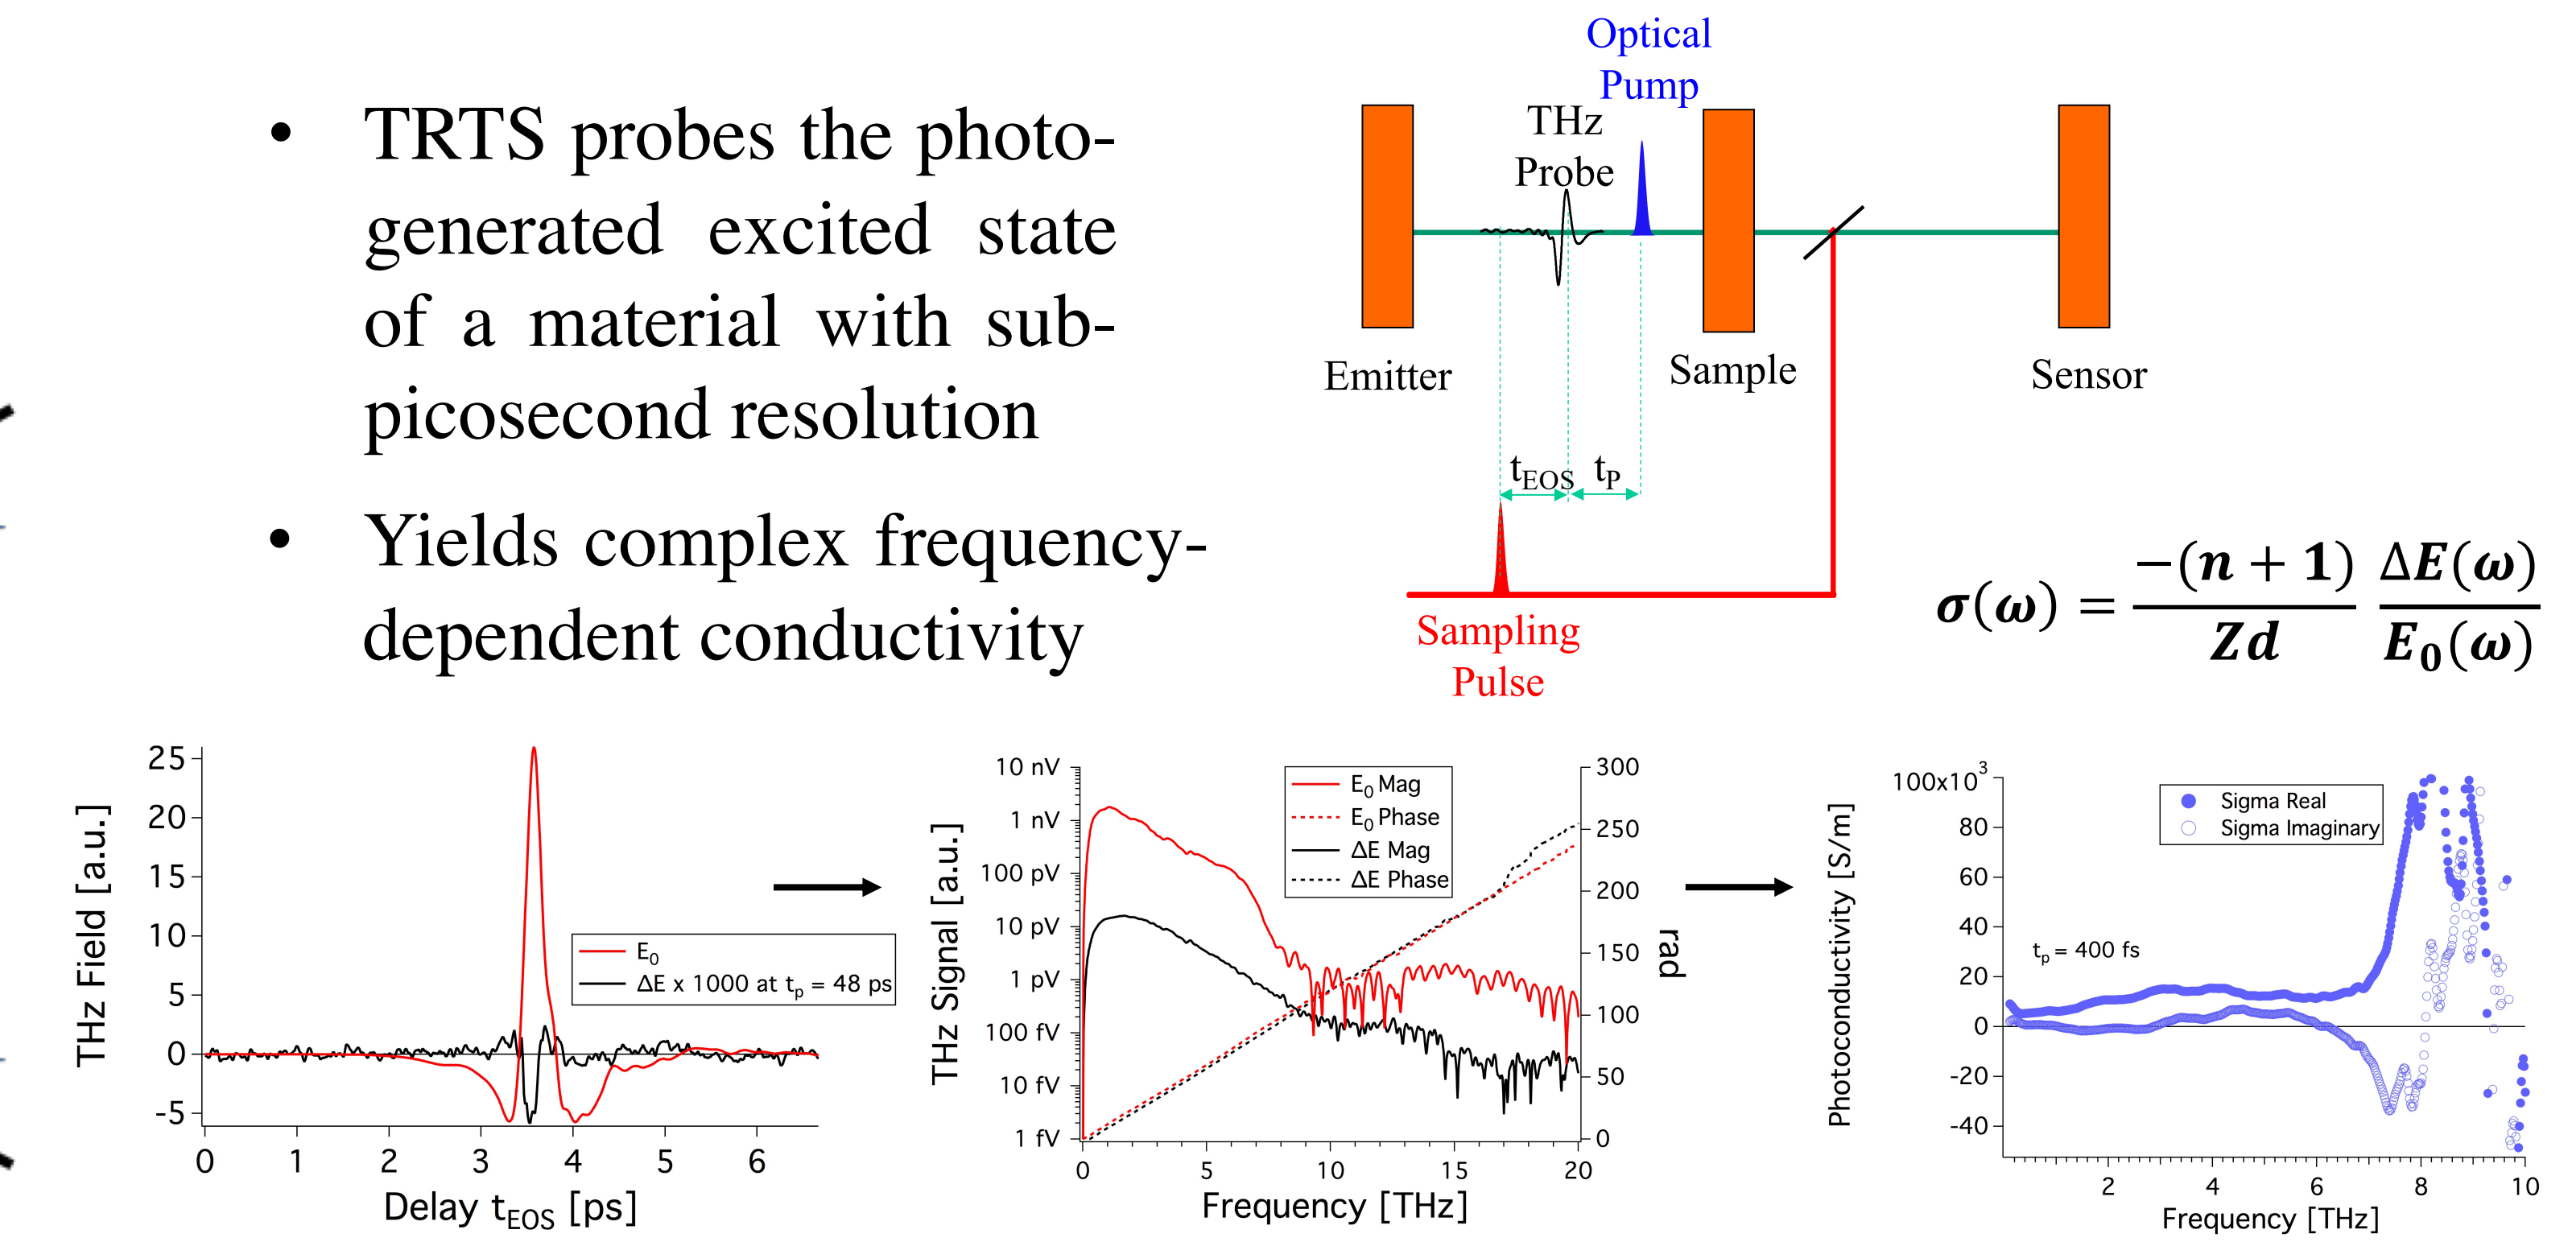 • TRTS probes the photo-
generated excited state
of a material with sub-
picosecond resolution
• Yields complex frequency-
dependent conductivity
Optical
Pump
THz
Probe
Emitter
Sample
Sensor
t_EOS
t_P
Sampling
Pulse
σ(ω) = −(n + 1)/Zd ΔE(ω)/E₀(ω)
THz Field [a.u.]
25
20
15
10
5
0
-5
E₀
ΔE x 1000 at t_p = 48 ps
0 1 2 3 4 5 6
Delay t_EOS [ps]
THz Signal [a.u.]
10 nV
1 nV
100 pV
10 pV
1 pV
100 fV
10 fV
1 fV
E₀ Mag
E₀ Phase
ΔE Mag
ΔE Phase
300
250
200
150
100
50
0
rad
0 5 10 15 20
Frequency [THz]
Photoconductivity [S/m]
100x10³
80
60
40
20
0
-20
-40
Sigma Real
Sigma Imaginary
t_p = 400 fs
2 4 6 8 10
Frequency [THz]